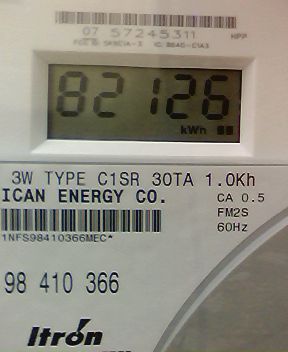 07 57245311
82126
kWh
3W TYPE C1SR 30TA 1.0Kh
ICAN ENERGY CO.
CA 0.5
FM2S
60Hz
1NFS98410366MEC*
98 410 366
Itrón